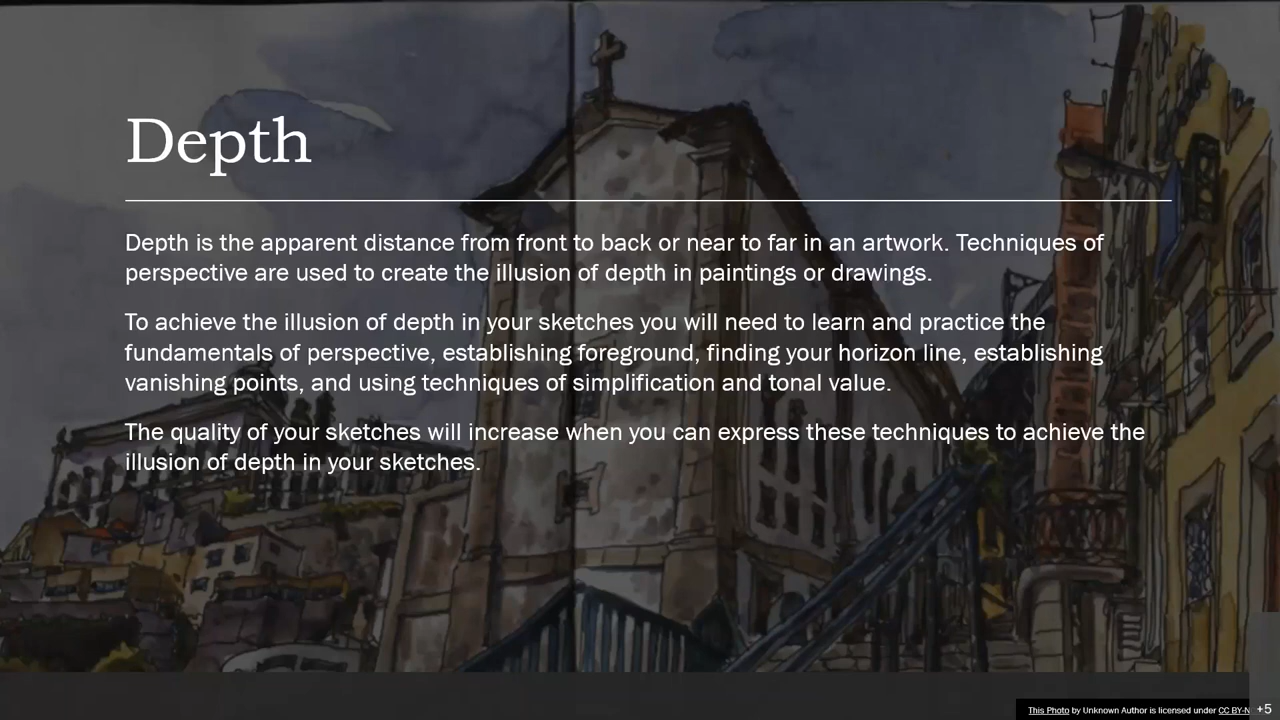 Depth
Depth is the apparent distance from front to back or near to far in an artwork. Techniques of
perspective are used to create the illusion of depth in paintings or drawings.
To achieve the illusion of depth in your sketches you will need to learn and practice the
fundamentals of perspective, establishing foreground, finding your horizon line, establishing
vanishing points, and using techniques of simplification and tonal value.
The quality of your sketches will increase when you can express these techniques to achieve the
illusion of depth in your sketches.
This Photo by Unknown Author is licensed under CC BY-N
+5